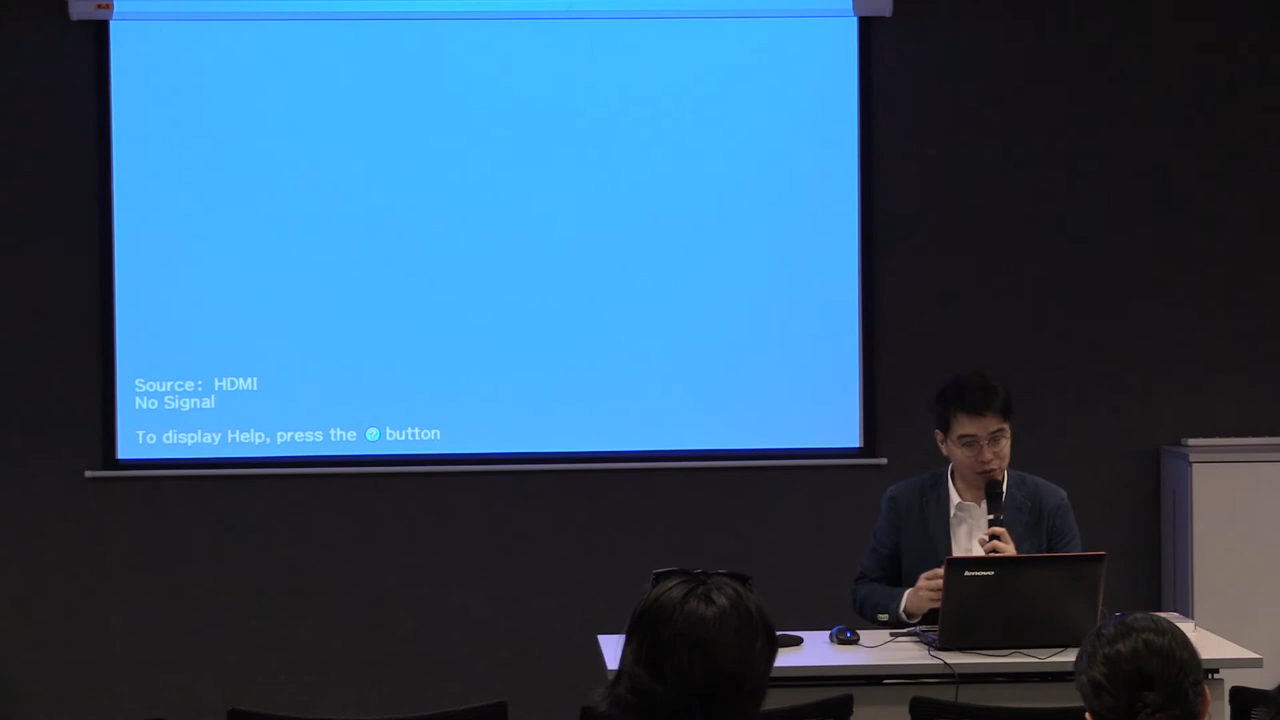 Source: HDMI
No Signal
To display Help, press the ? button
lenovo